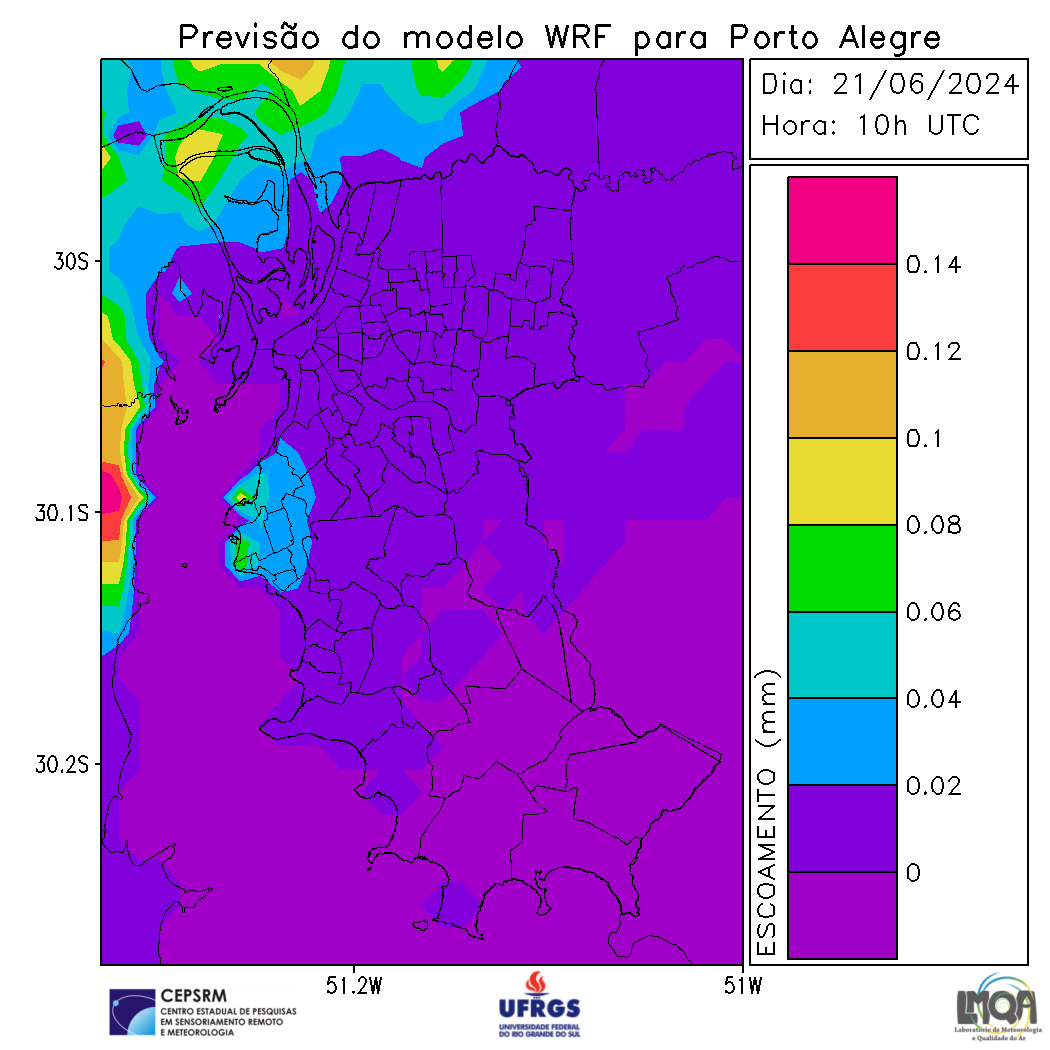 Previsão do modelo WRF para Porto Alegre
Dia: 21/06/2024
Hora: 10h UTC
30S
30.1S
30.2S
51.2W
51W
0.14
0.12
0.1
0.08
0.06
0.04
0.02
0
ESCOAMENTO (mm)
CEPSRM
CENTRO ESTADUAL DE PESQUISAS
EM SENSORIAMENTO REMOTO
E METEOROLOGIA
UFRGS
UNIVERSIDADE FEDERAL
DO RIO GRANDE DO SUL
LMQA
Laboratório de Meteorologia
e Qualidade do Ar